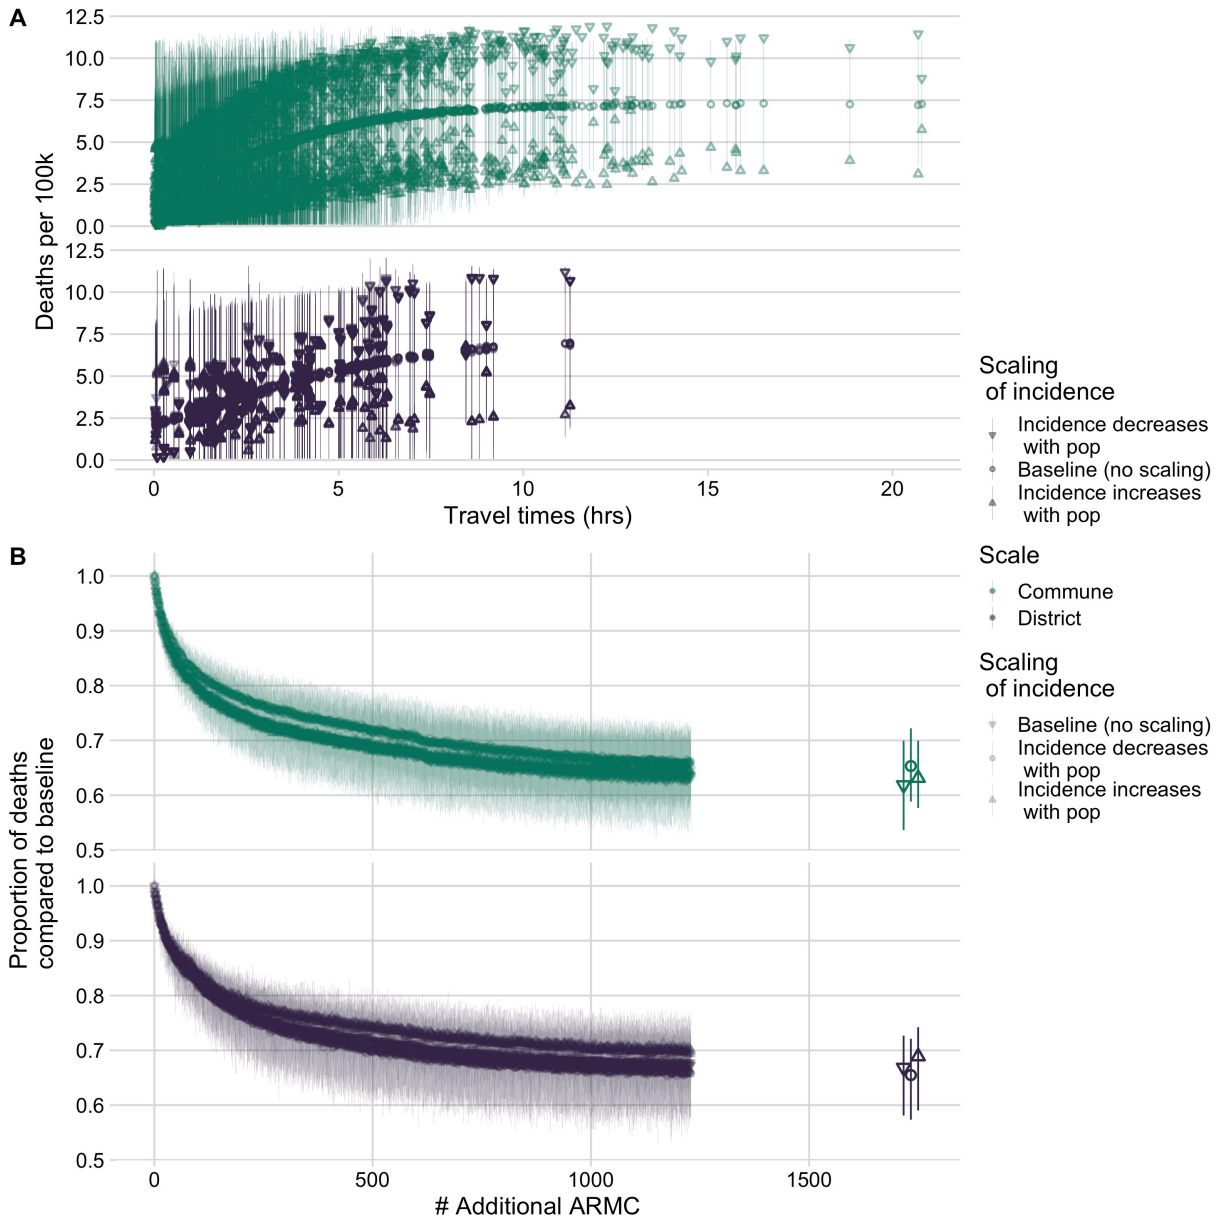 A
12.5
10.0
7.5
5.0
2.5
0.0
12.5
10.0
7.5
5.0
2.5
0.0
Deaths per 100k
0 5 10 15 20
Travel times (hrs)
B
1.0
0.9
0.8
0.7
0.6
0.5
1.0
0.9
0.8
0.7
0.6
0.5
Proportion of deaths
compared to baseline
0 500 1000 1500
# Additional ARMC
Scaling
of incidence
Incidence decreases
with pop
Baseline (no scaling)
Incidence increases
with pop
Scale
Commune
District
Scaling
of incidence
Baseline (no scaling)
Incidence decreases
with pop
Incidence increases
with pop